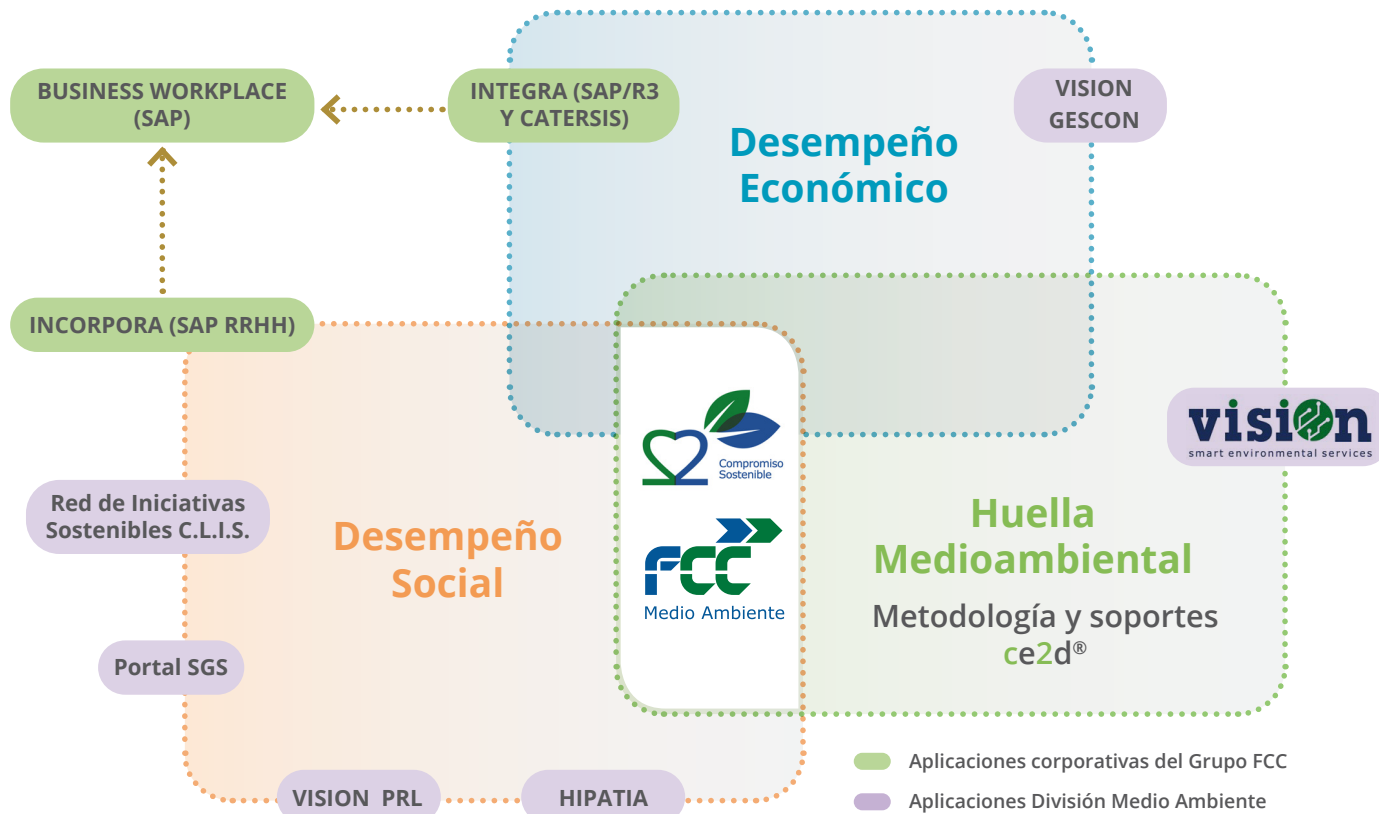 BUSINESS WORKPLACE
(SAP)
INTEGRA (SAP/R3
Y CATERSIS)
VISION
GESCON
Desempeño
Económico
INCORPORA (SAP RRHH)
Compromiso
Sostenible
vision
smart environmental services
Red de Iniciativas
Sostenibles C.L.I.S.
Desempeño
Social
FCC
Medio Ambiente
Huella
Medioambiental
Metodología y soportes
ce2d®
Portal SGS
VISION PRL
HIPATIA
Aplicaciones corporativas del Grupo FCC
Aplicaciones División Medio Ambiente